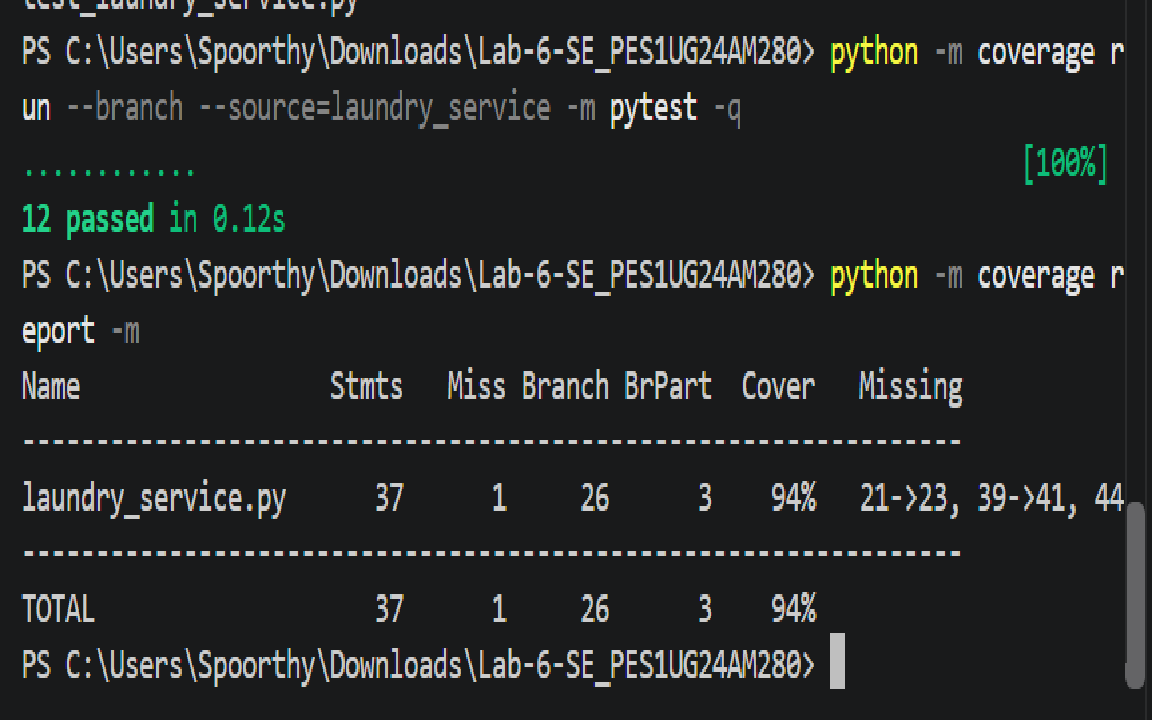 test_laundry_service.py
PS C:\Users\Spoorthy\Downloads\Lab-6-SE_PES1UG24AM280> python -m coverage r
un --branch --source=laundry_service -m pytest -q
............ [100%]
12 passed in 0.12s
PS C:\Users\Spoorthy\Downloads\Lab-6-SE_PES1UG24AM280> python -m coverage r
eport -m
Name Stmts Miss Branch BrPart Cover Missing
----------------------------------------------------------------
laundry_service.py 37 1 26 3 94% 21->23, 39->41, 44
----------------------------------------------------------------
TOTAL 37 1 26 3 94%
PS C:\Users\Spoorthy\Downloads\Lab-6-SE_PES1UG24AM280>